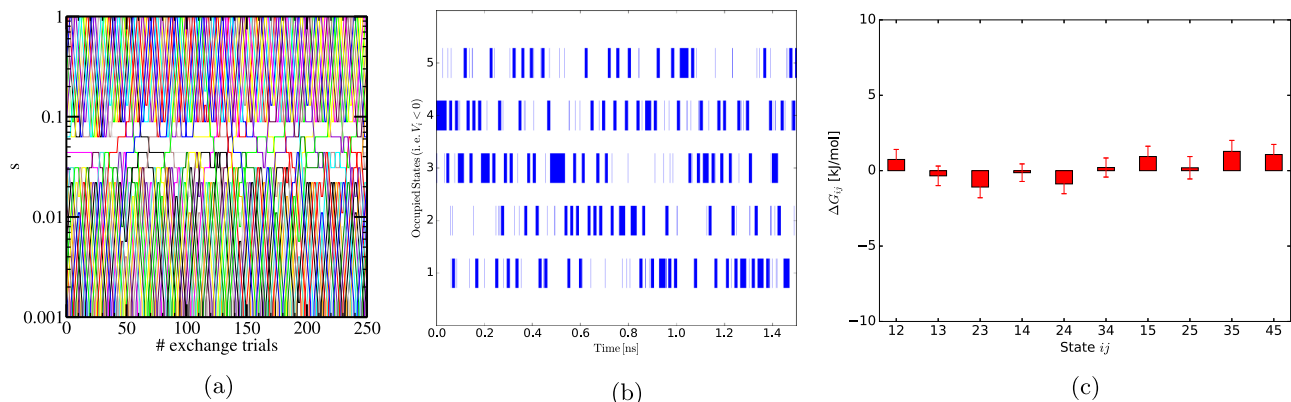 1
0.1
0.01
0.001
s
0 50 100 150 200 250
# exchange trials
(a)
Occupied States (i. e. V_i < 0)
5
4
3
2
1
0.0 0.2 0.4 0.6 0.8 1.0 1.2 1.4
Time [ns]
(b)
10
5
0
−5
−10
ΔG_ij [kJ/mol]
12 13 23 14 24 34 15 25 35 45
State ij
(c)